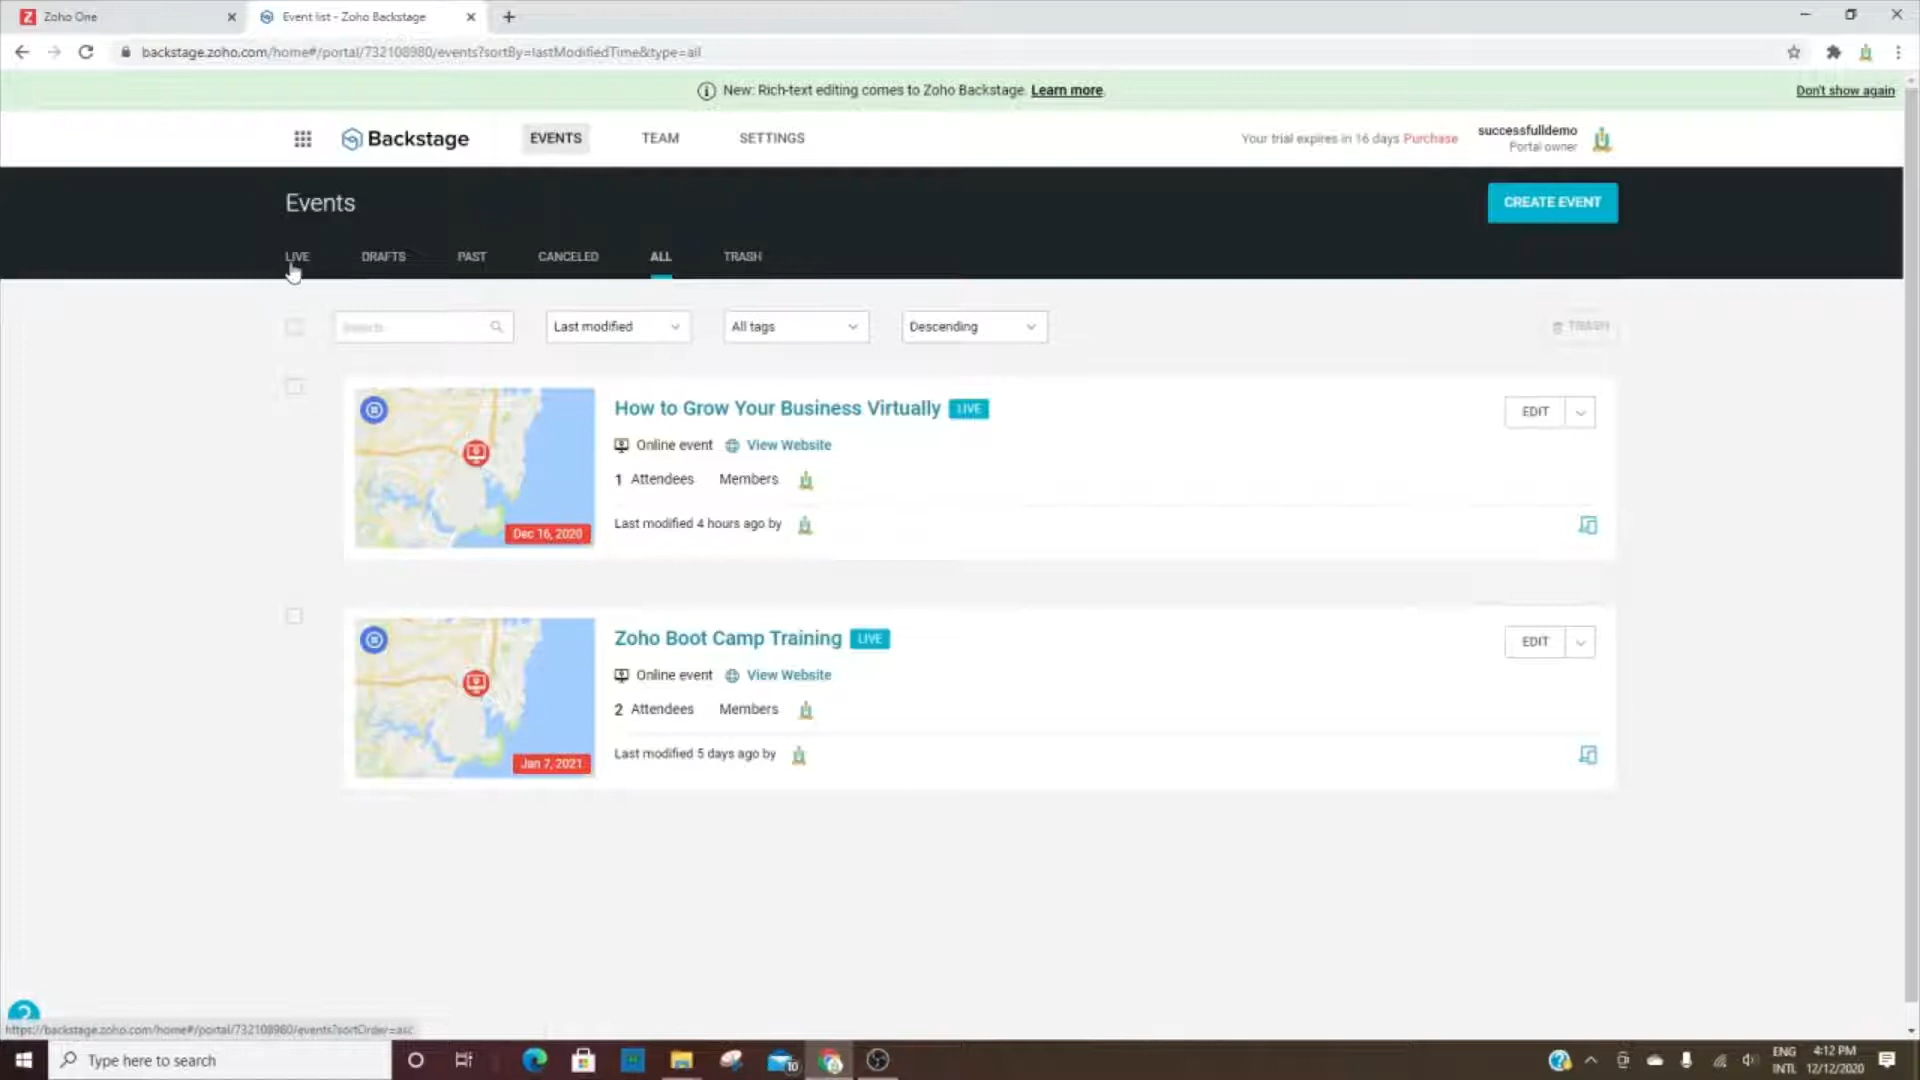 Zoho One
Event list - Zoho Backstage
backstage.zoho.com/home#/portal/732108980/events?sortBy=lastModifiedTime&type=all
New: Rich-text editing comes to Zoho Backstage. Learn more.
Don't show again
Backstage
EVENTS
TEAM
SETTINGS
Your trial expires in 16 days Purchase
successfulldemo
Portal owner
Events
CREATE EVENT
LIVE
DRAFTS
PAST
CANCELED
ALL
TRASH
Search
Last modified
All tags
Descending
TRASH
How to Grow Your Business Virtually LIVE
EDIT
Online event View Website
1 Attendees Members
Dec 16, 2020
Last modified 4 hours ago by
Zoho Boot Camp Training LIVE
EDIT
Online event View Website
2 Attendees Members
Jan 7, 2021
Last modified 5 days ago by
?
https://backstage.zoho.com/home#/portal/732108980/events?sortOrder=asc
Type here to search
10
ENG
INTL
4:12 PM
12/12/2020